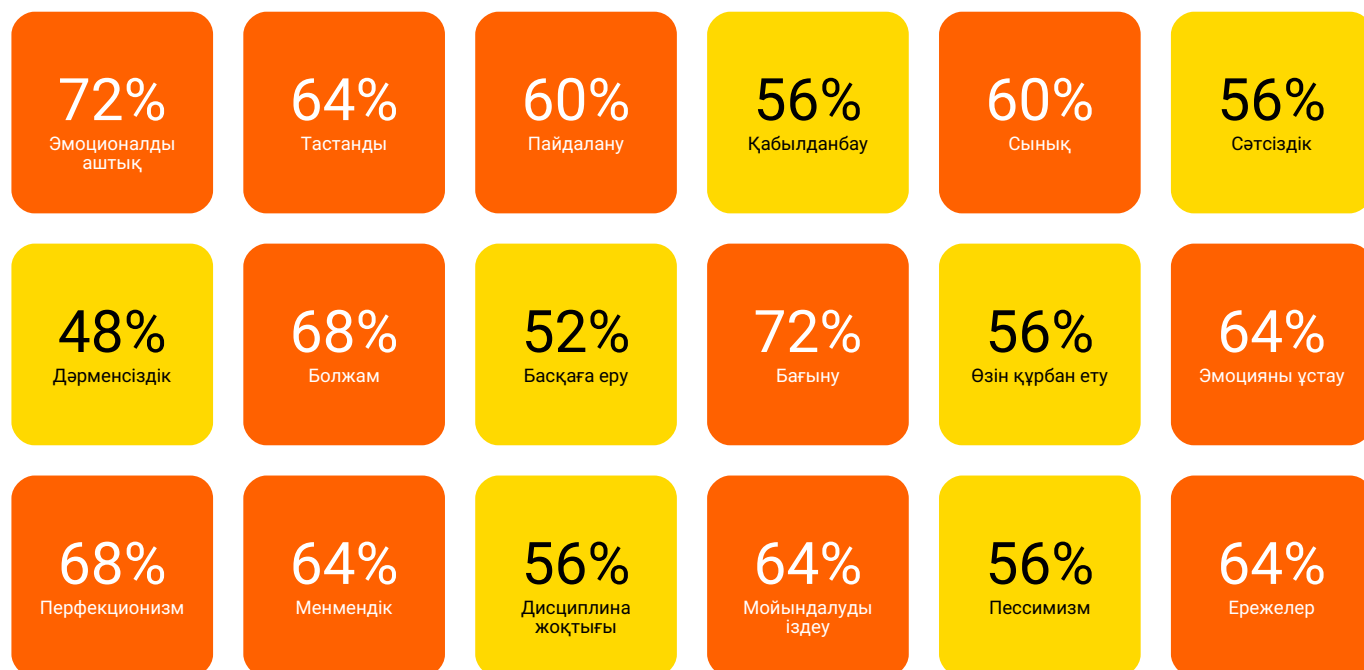 72%
Эмоционалды
аштық
64%
Тастанды
60%
Пайдалану
56%
Қабылданбау
60%
Сынық
56%
Сәтсіздік
48%
Дәрменсіздік
68%
Болжам
52%
Басқаға еру
72%
Бағыну
56%
Өзін құрбан ету
64%
Эмоцияны ұстау
68%
Перфекционизм
64%
Менмендік
56%
Дисциплина
жоқтығы
64%
Мойындалуды
іздеу
56%
Пессимизм
64%
Ережелер